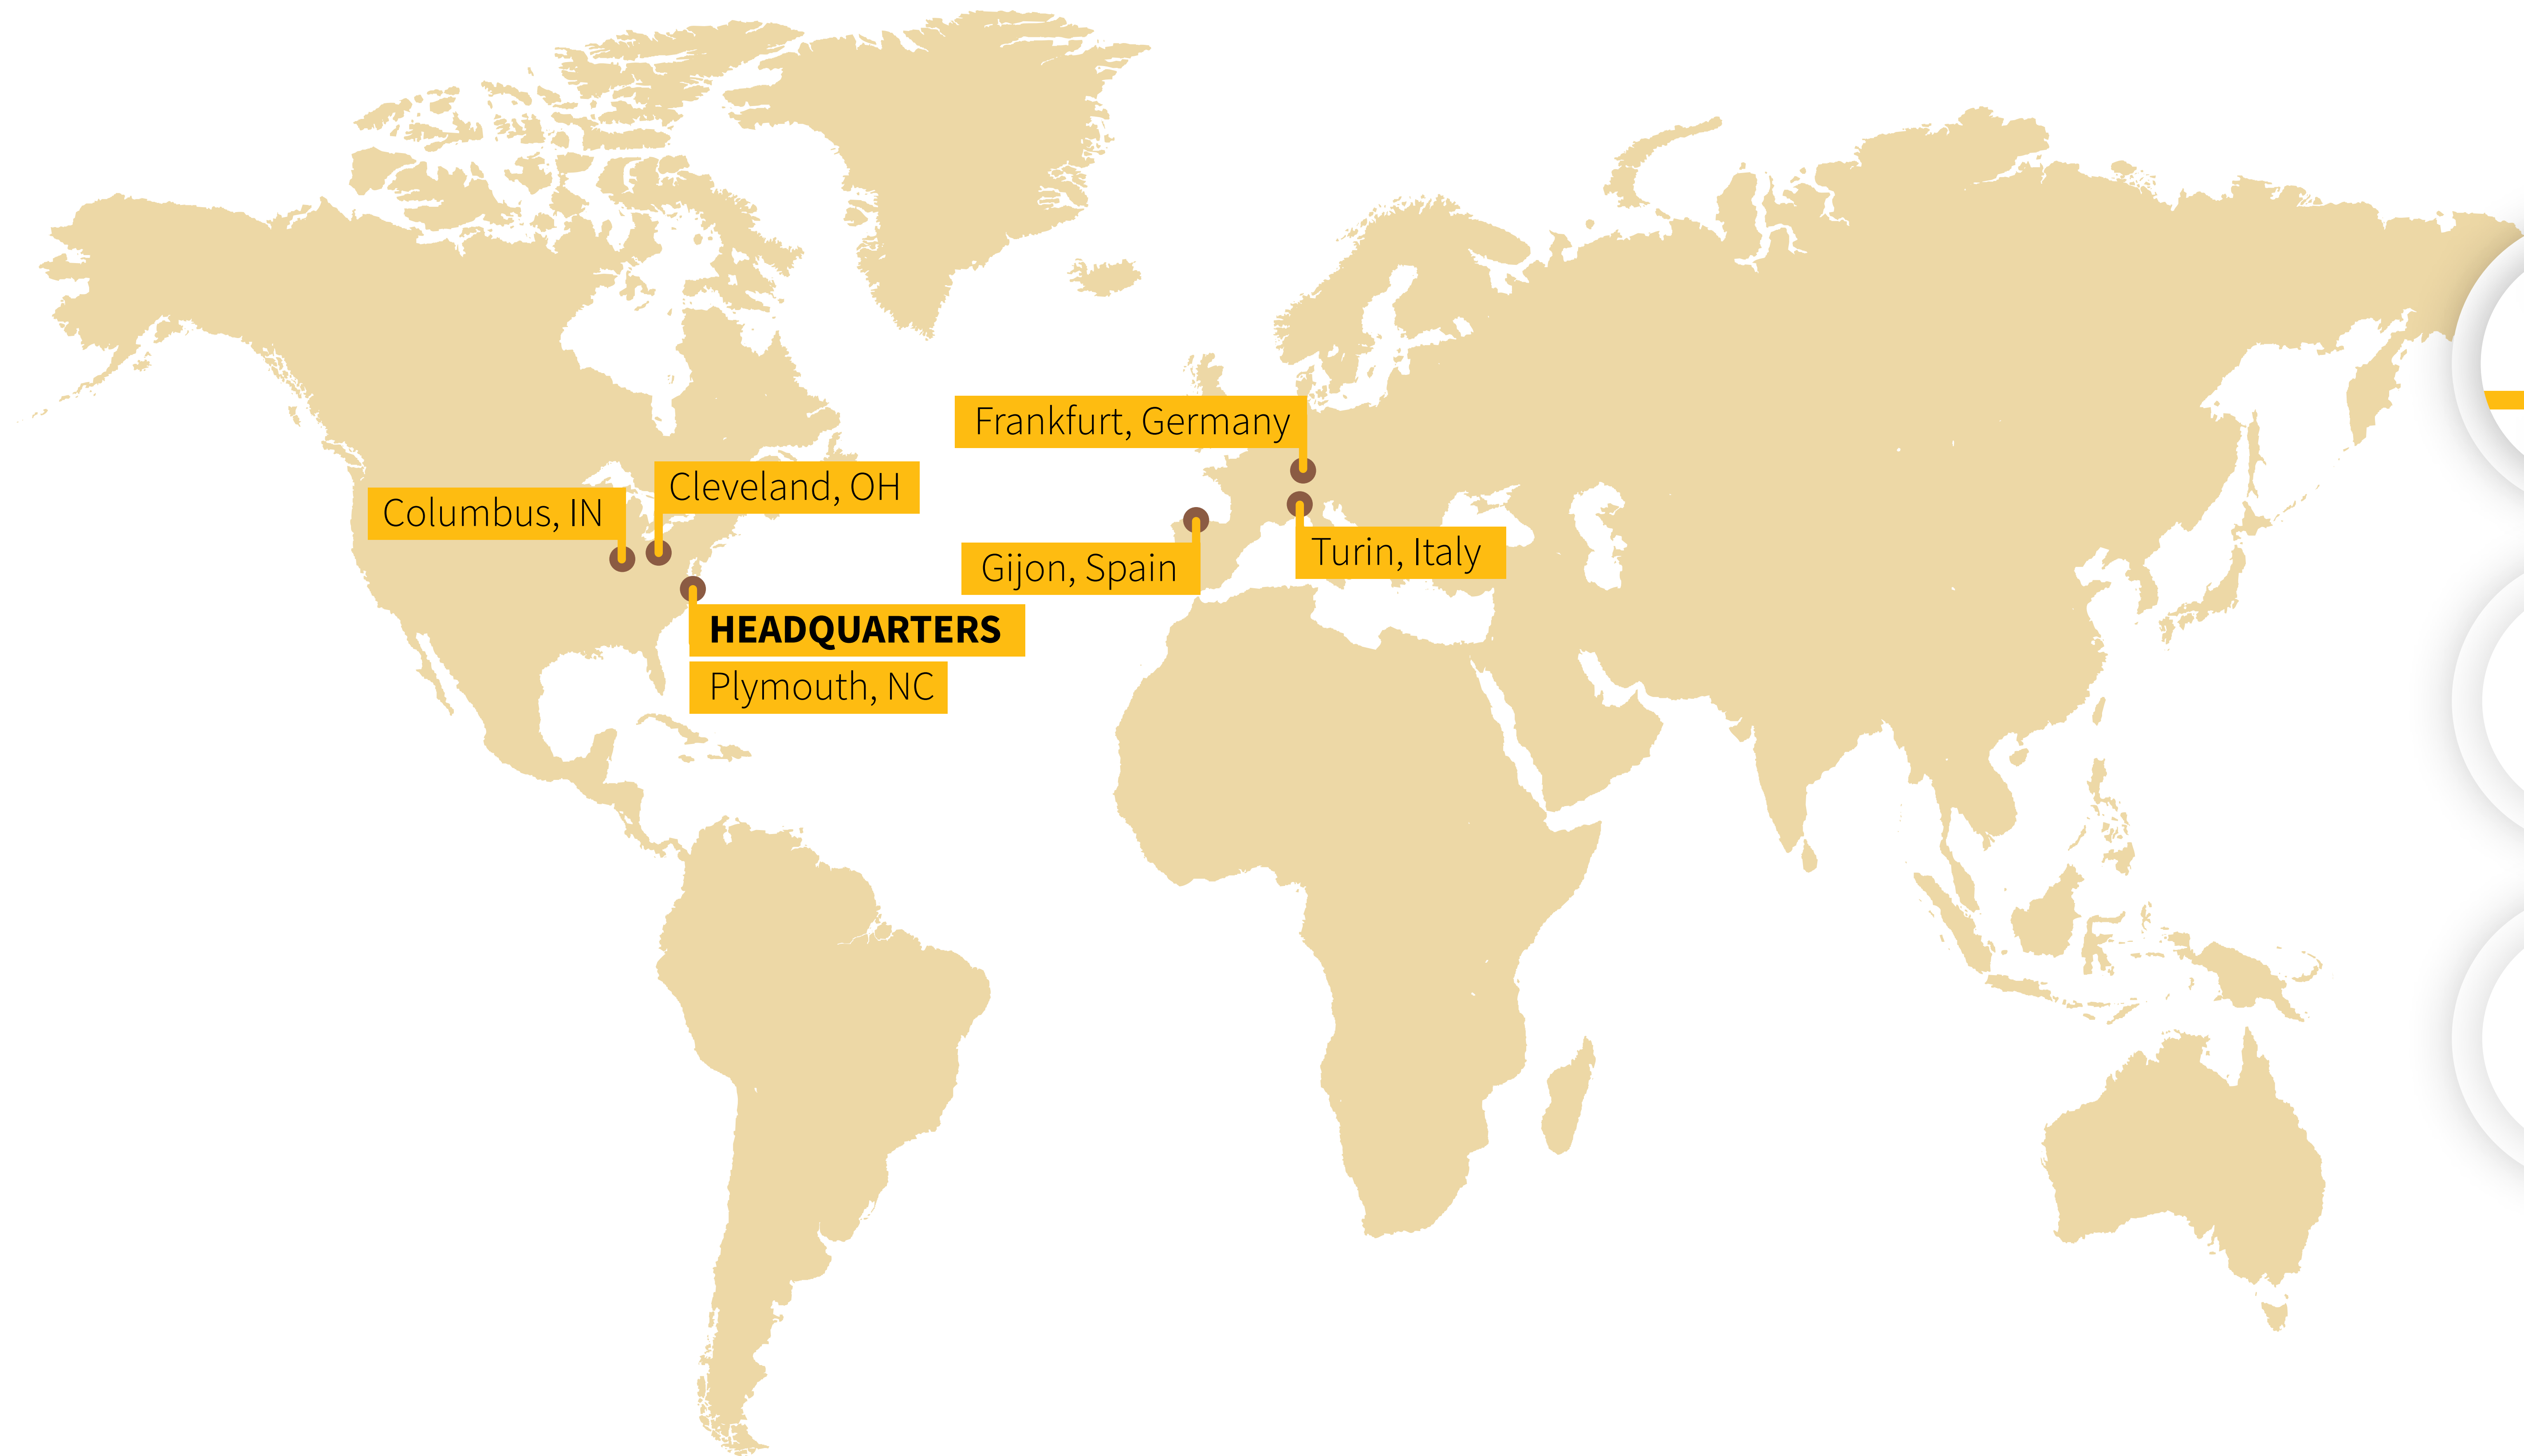 Frankfurt, Germany
Cleveland, OH
Columbus, IN
Turin, Italy
Gijon, Spain
HEADQUARTERS
Plymouth, NC